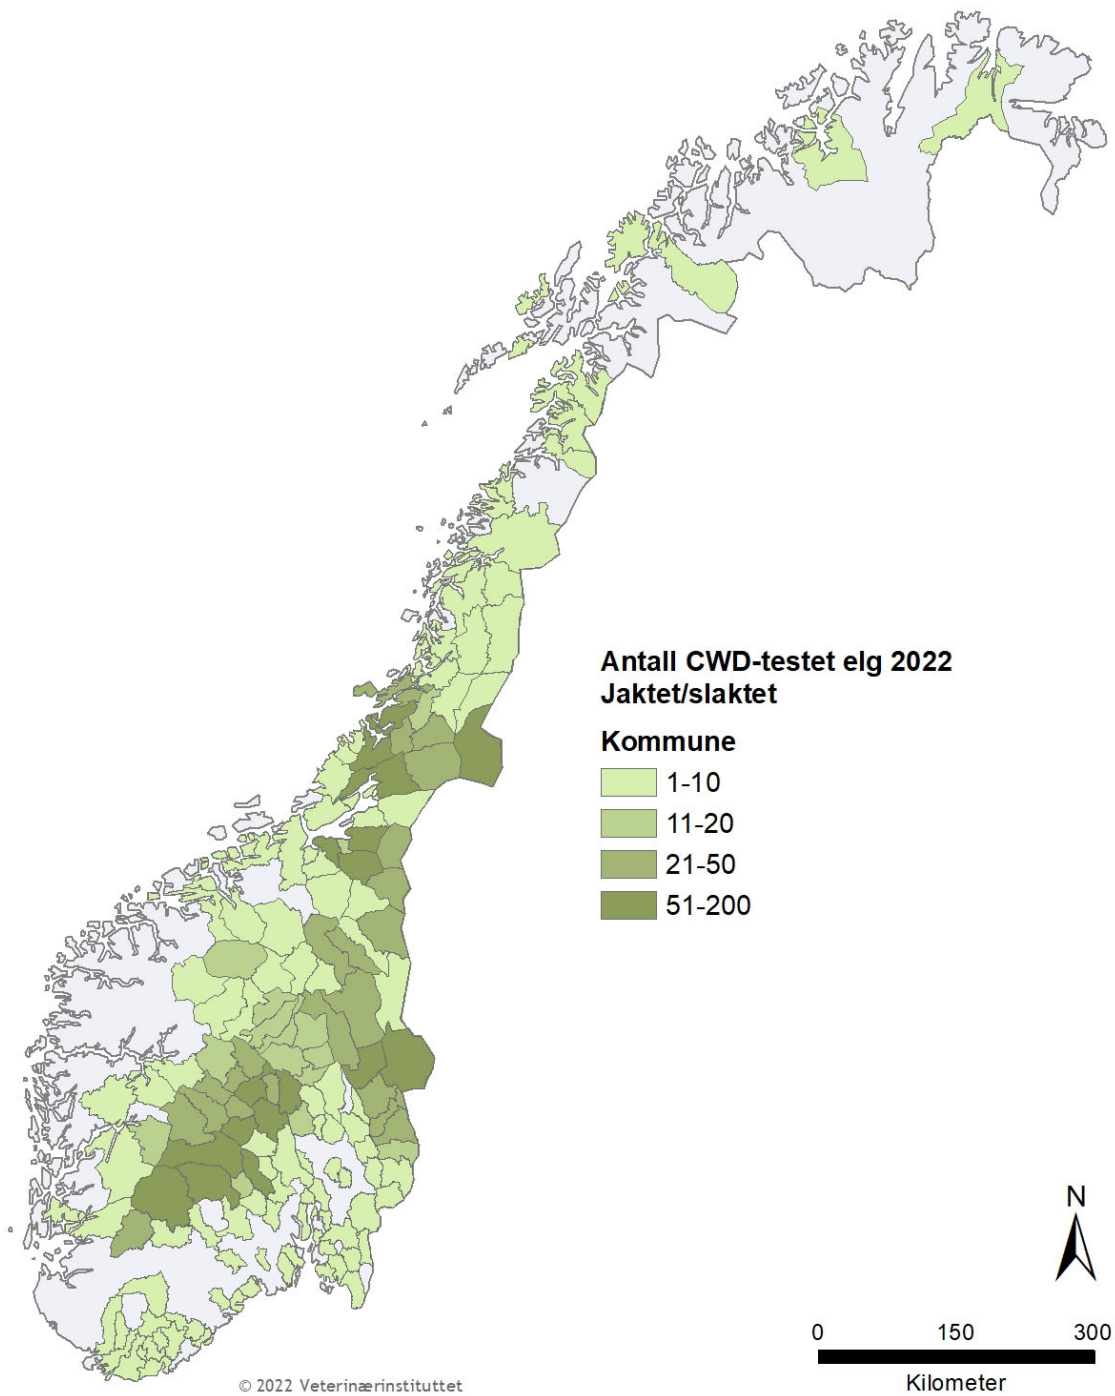 Antall CWD-testet elg 2022
Jaktet/slaktet
Kommune
1-10
11-20
21-50
51-200
N
0 150 300
Kilometer
© 2022 Veterinærinstituttet